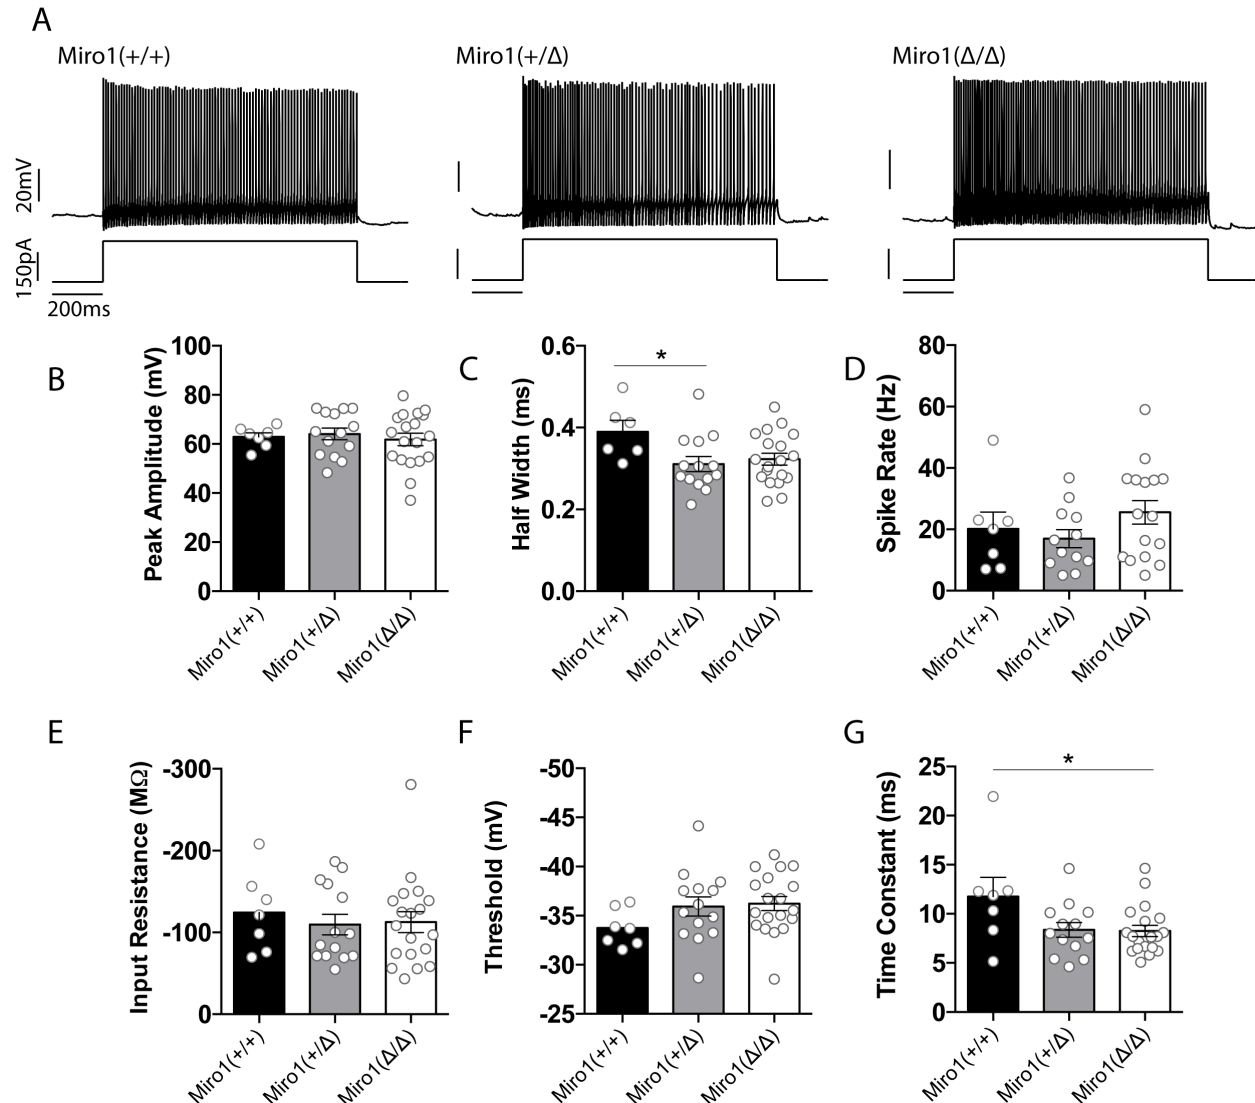 A
Miro1(+/+)
Miro1(+/Δ)
Miro1(Δ/Δ)
20mV
150pA
200ms
B
Peak Amplitude (mV)
100
80
60
40
20
0
Miro1(+/+)
Miro1(+/Δ)
Miro1(Δ/Δ)
C
Half Width (ms)
0.6
0.4
0.2
0.0
*
Miro1(+/+)
Miro1(+/Δ)
Miro1(Δ/Δ)
D
Spike Rate (Hz)
80
60
40
20
0
Miro1(+/+)
Miro1(+/Δ)
Miro1(Δ/Δ)
E
Input Resistance (MΩ)
-300
-200
-100
0
Miro1(+/+)
Miro1(+/Δ)
Miro1(Δ/Δ)
F
Threshold (mV)
-50
-45
-40
-35
-30
-25
Miro1(+/+)
Miro1(+/Δ)
Miro1(Δ/Δ)
G
Time Constant (ms)
25
20
15
10
5
0
*
Miro1(+/+)
Miro1(+/Δ)
Miro1(Δ/Δ)